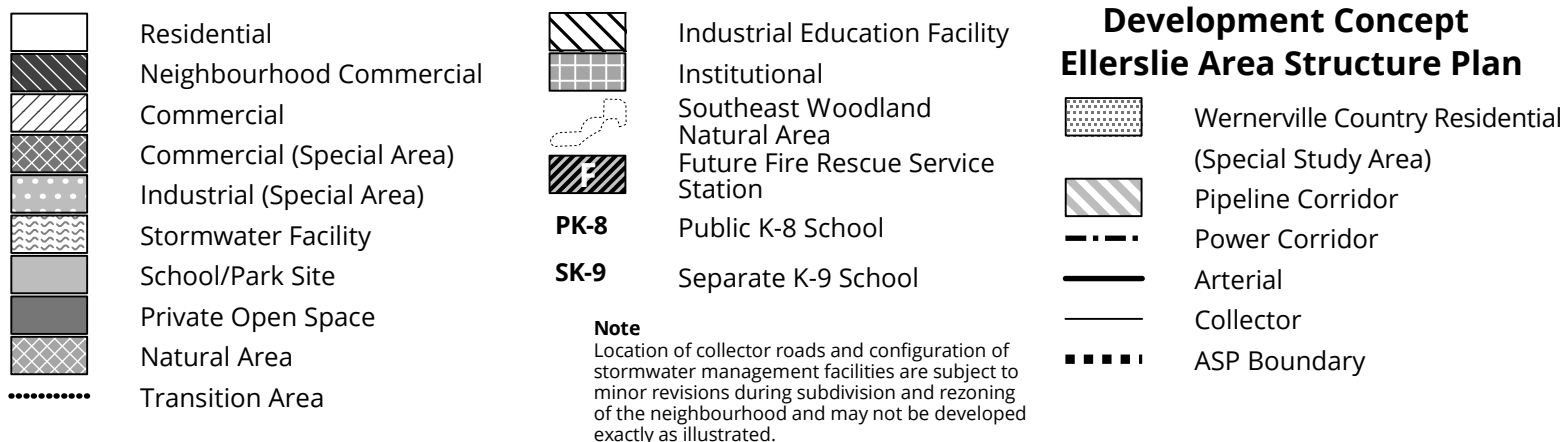 Residential
Neighbourhood Commercial
Commercial
Commercial (Special Area)
Industrial (Special Area)
Stormwater Facility
School/Park Site
Private Open Space
Natural Area
Transition Area
Industrial Education Facility
Institutional
Southeast Woodland
Natural Area
F
Future Fire Rescue Service
Station
PK-8 Public K-8 School
SK-9 Separate K-9 School
Note
Location of collector roads and configuration of
stormwater management facilities are subject to
minor revisions during subdivision and rezoning
of the neighbourhood and may not be developed
exactly as illustrated.
Development Concept
Ellerslie Area Structure Plan
Wernerville Country Residential
(Special Study Area)
Pipeline Corridor
Power Corridor
Arterial
Collector
ASP Boundary